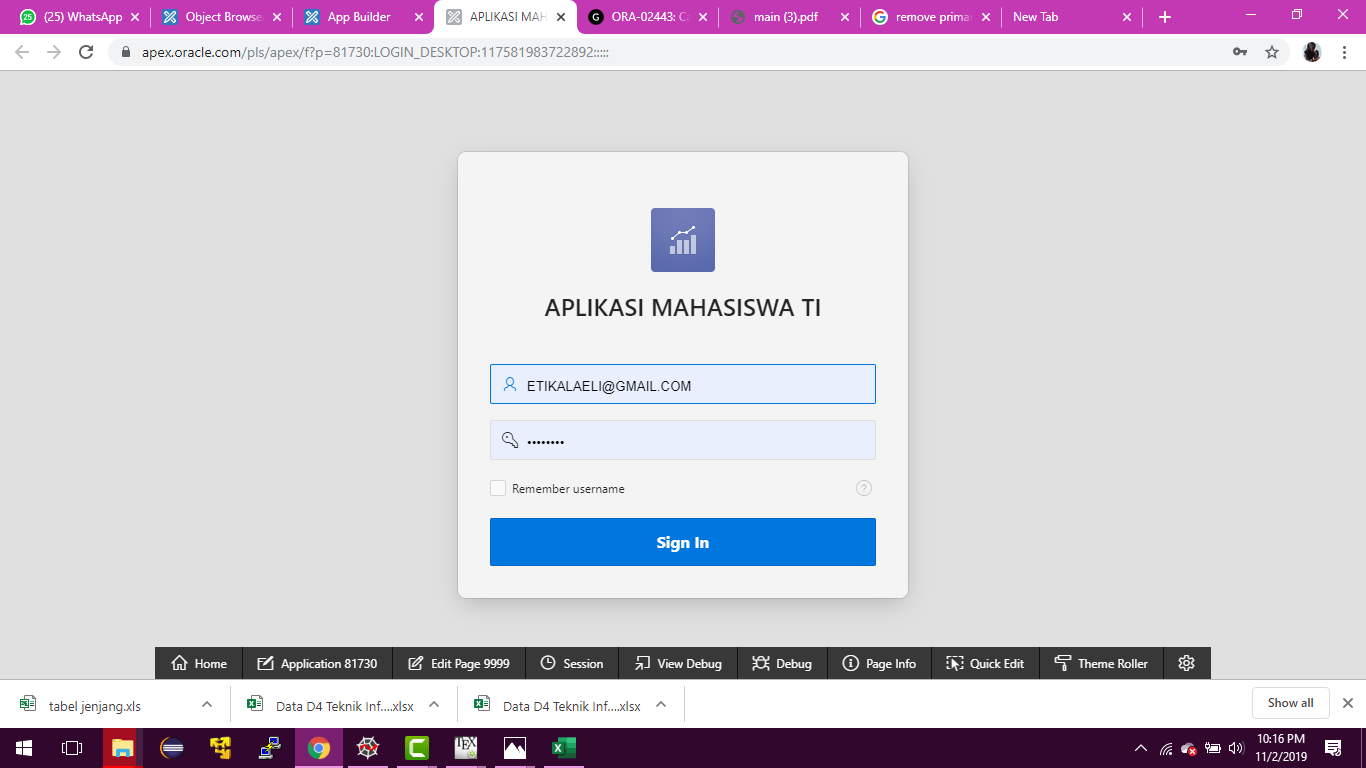 (25) WhatsApp
Object Browse
App Builder
APLIKASI MAH
ORA-02443: Ca
main (3).pdf
remove prima
New Tab
apex.oracle.com/pls/apex/f?p=81730:LOGIN_DESKTOP:117581983722892:::::
APLIKASI MAHASISWA TI
ETIKALAELI@GMAIL.COM
••••••••
Remember username
?
Sign In
Home
Application 81730
Edit Page 9999
Session
View Debug
Debug
Page Info
Quick Edit
Theme Roller
tabel jenjang.xls
Data D4 Teknik Inf....xlsx
Data D4 Teknik Inf....xlsx
Show all
10:16 PM
11/2/2019